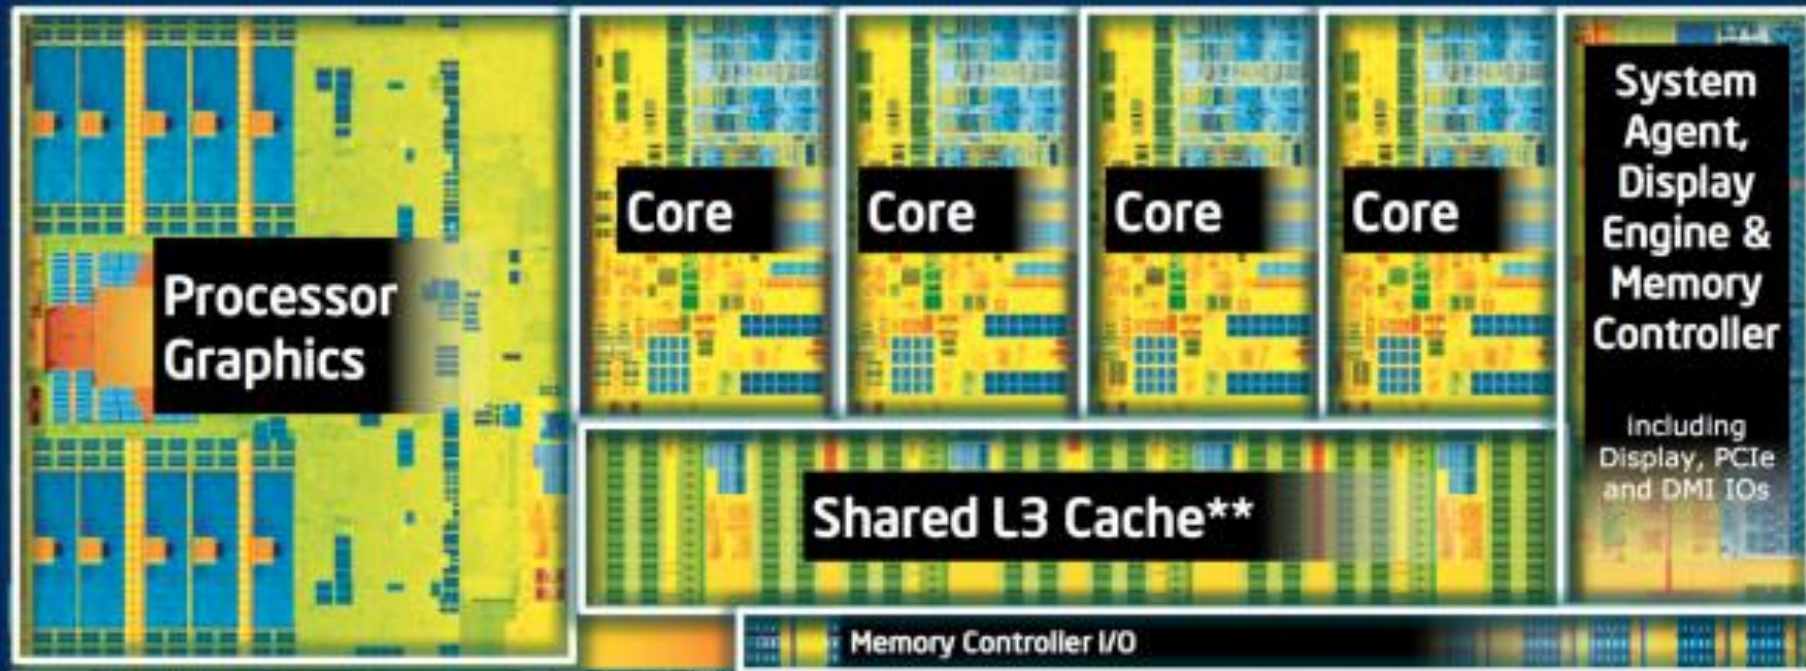 Processor
Graphics
Core
Core
Core
Core
System
Agent,
Display
Engine &
Memory
Controller
including
Display, PCIe
and DMI IOs
Shared L3 Cache**
Memory Controller I/O